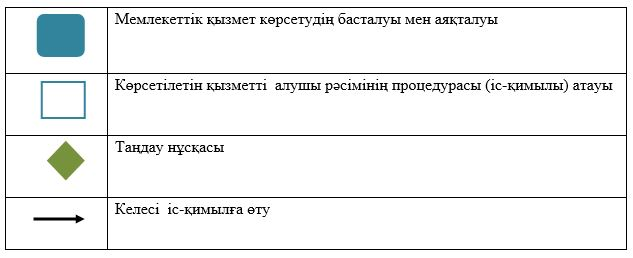 Мемлекеттік қызмет көрсетудің басталуы мен аяқталуы
Көрсетілетін қызметті алушы рәсімінің процедурасы (іс-қимылы) атауы
Таңдау нұсқасы
Келесі іс-қимылға өту